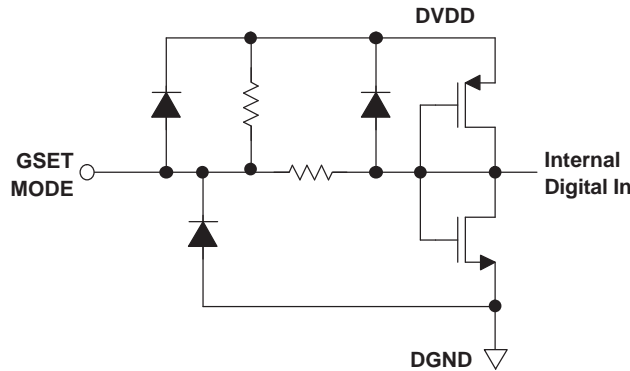 DVDD
GSET
MODE
Internal
Digital In
DGND